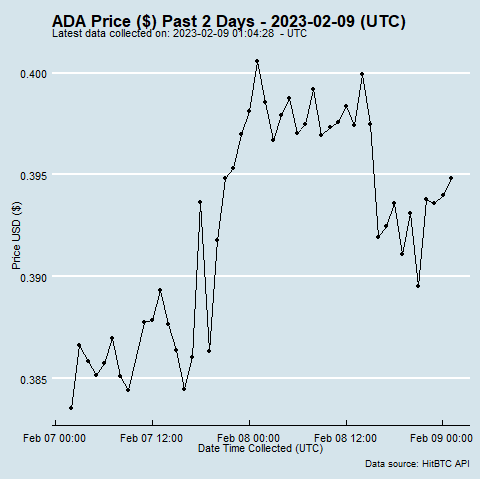 ADA Price ($) Past 2 Days - 2023-02-09 (UTC)
Latest data collected on: 2023-02-09 01:04:28  - UTC
0.400
0.395
0.390
0.385
Price USD ($)
Feb 07 00:00
Feb 07 12:00
Feb 08 00:00
Feb 08 12:00
Feb 09 00:00
Date Time Collected (UTC)
Data source: HitBTC API